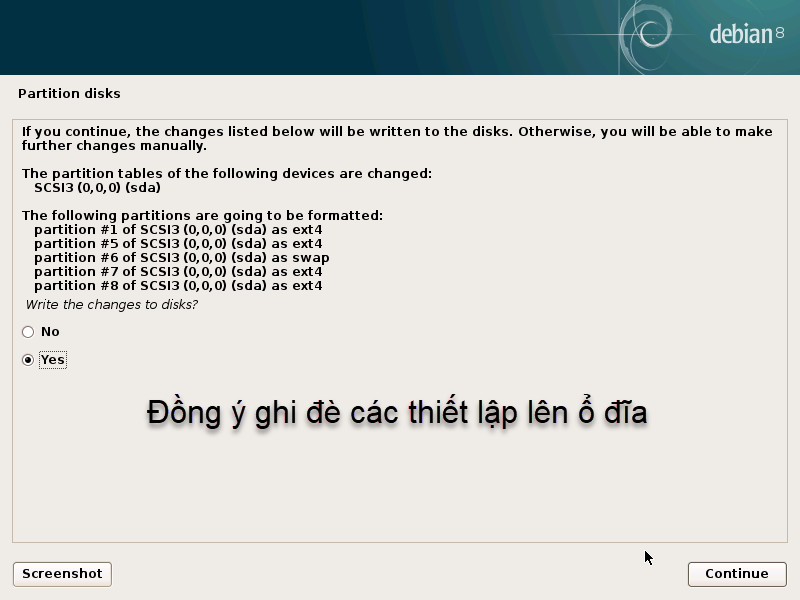 debian 8
Partition disks
If you continue, the changes listed below will be written to the disks. Otherwise, you will be able to make
further changes manually.
The partition tables of the following devices are changed:
SCSI3 (0,0,0) (sda)
The following partitions are going to be formatted:
partition #1 of SCSI3 (0,0,0) (sda) as ext4
partition #5 of SCSI3 (0,0,0) (sda) as ext4
partition #6 of SCSI3 (0,0,0) (sda) as swap
partition #7 of SCSI3 (0,0,0) (sda) as ext4
partition #8 of SCSI3 (0,0,0) (sda) as ext4
Write the changes to disks?
No
Yes
Đồng ý ghi đè các thiết lập lên ổ đĩa
Screenshot
Continue